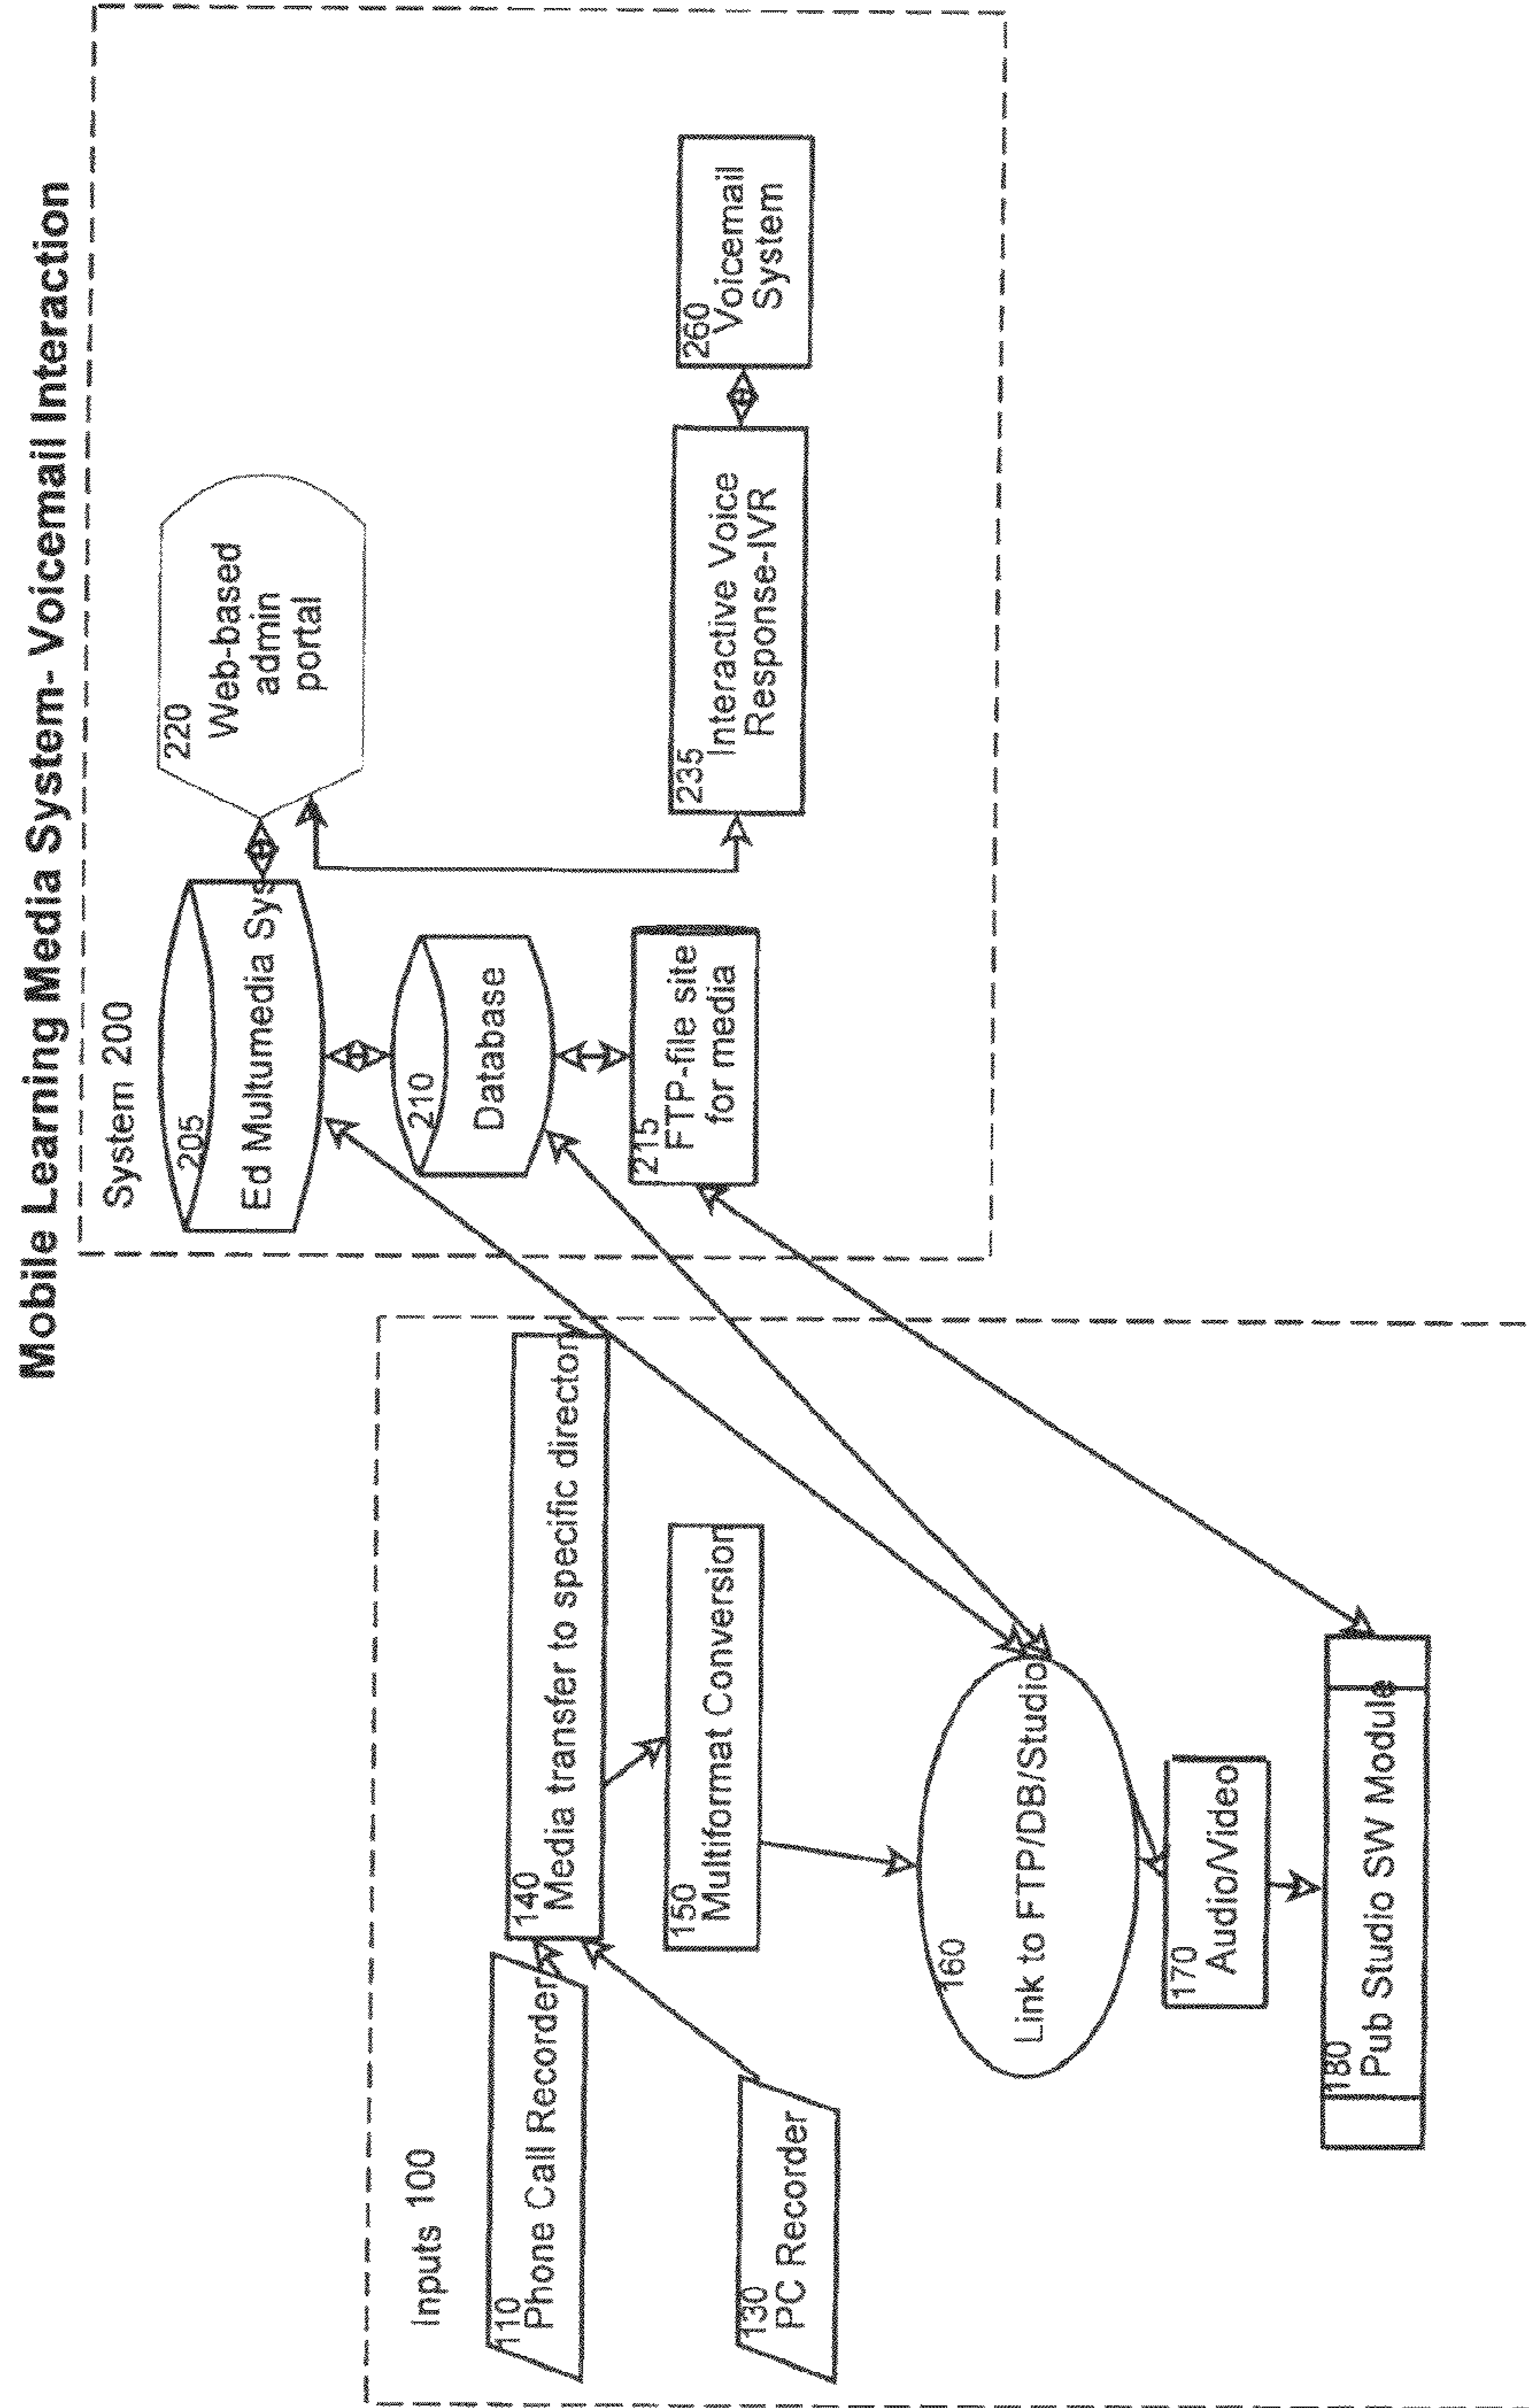 Mobile Learning Media System- Voicemail Interaction
System 200
205
Ed Multumedia Sys
220
Web-based
admin
portal
210
Database
215
FTP-file site
for media
235
Interactive Voice
Response-IVR
260
Voicemail
System
Inputs 100
110
Phone Call Recorder
130
PC Recorder
140
Media transfer to specific director
150
Multiformat Conversion
160
Link to FTP/DB/Studio
170
Audio/Video
180
Pub Studio SW Module